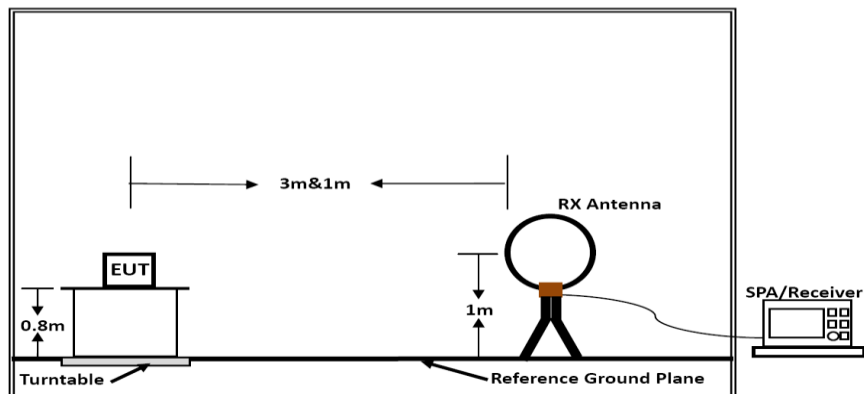 3m&1m
RX Antenna
EUT
SPA/Receiver
0.8m
1m
Turntable
Reference Ground Plane